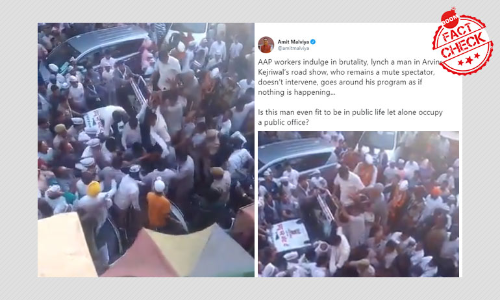 BOOM
FACT
CHECK
Amit Malviya
@amitmalviya
AAP workers indulge in brutality, lynch a man in
Kejriwal's road show, who remains a mute spectator,
doesn't intervene, goes around his program as if
nothing is happening...
Is this man even fit to be in public life let alone occupy
a public office?